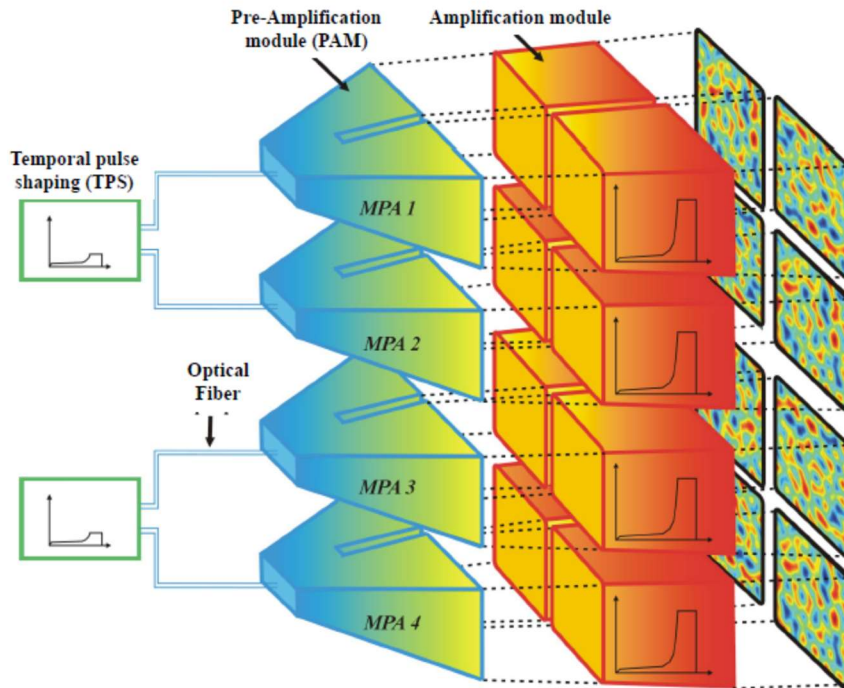 Pre-Amplification
module (PAM)
Amplification module
Temporal pulse
shaping (TPS)
MPA 1
MPA 2
Optical
Fiber
MPA 3
MPA 4